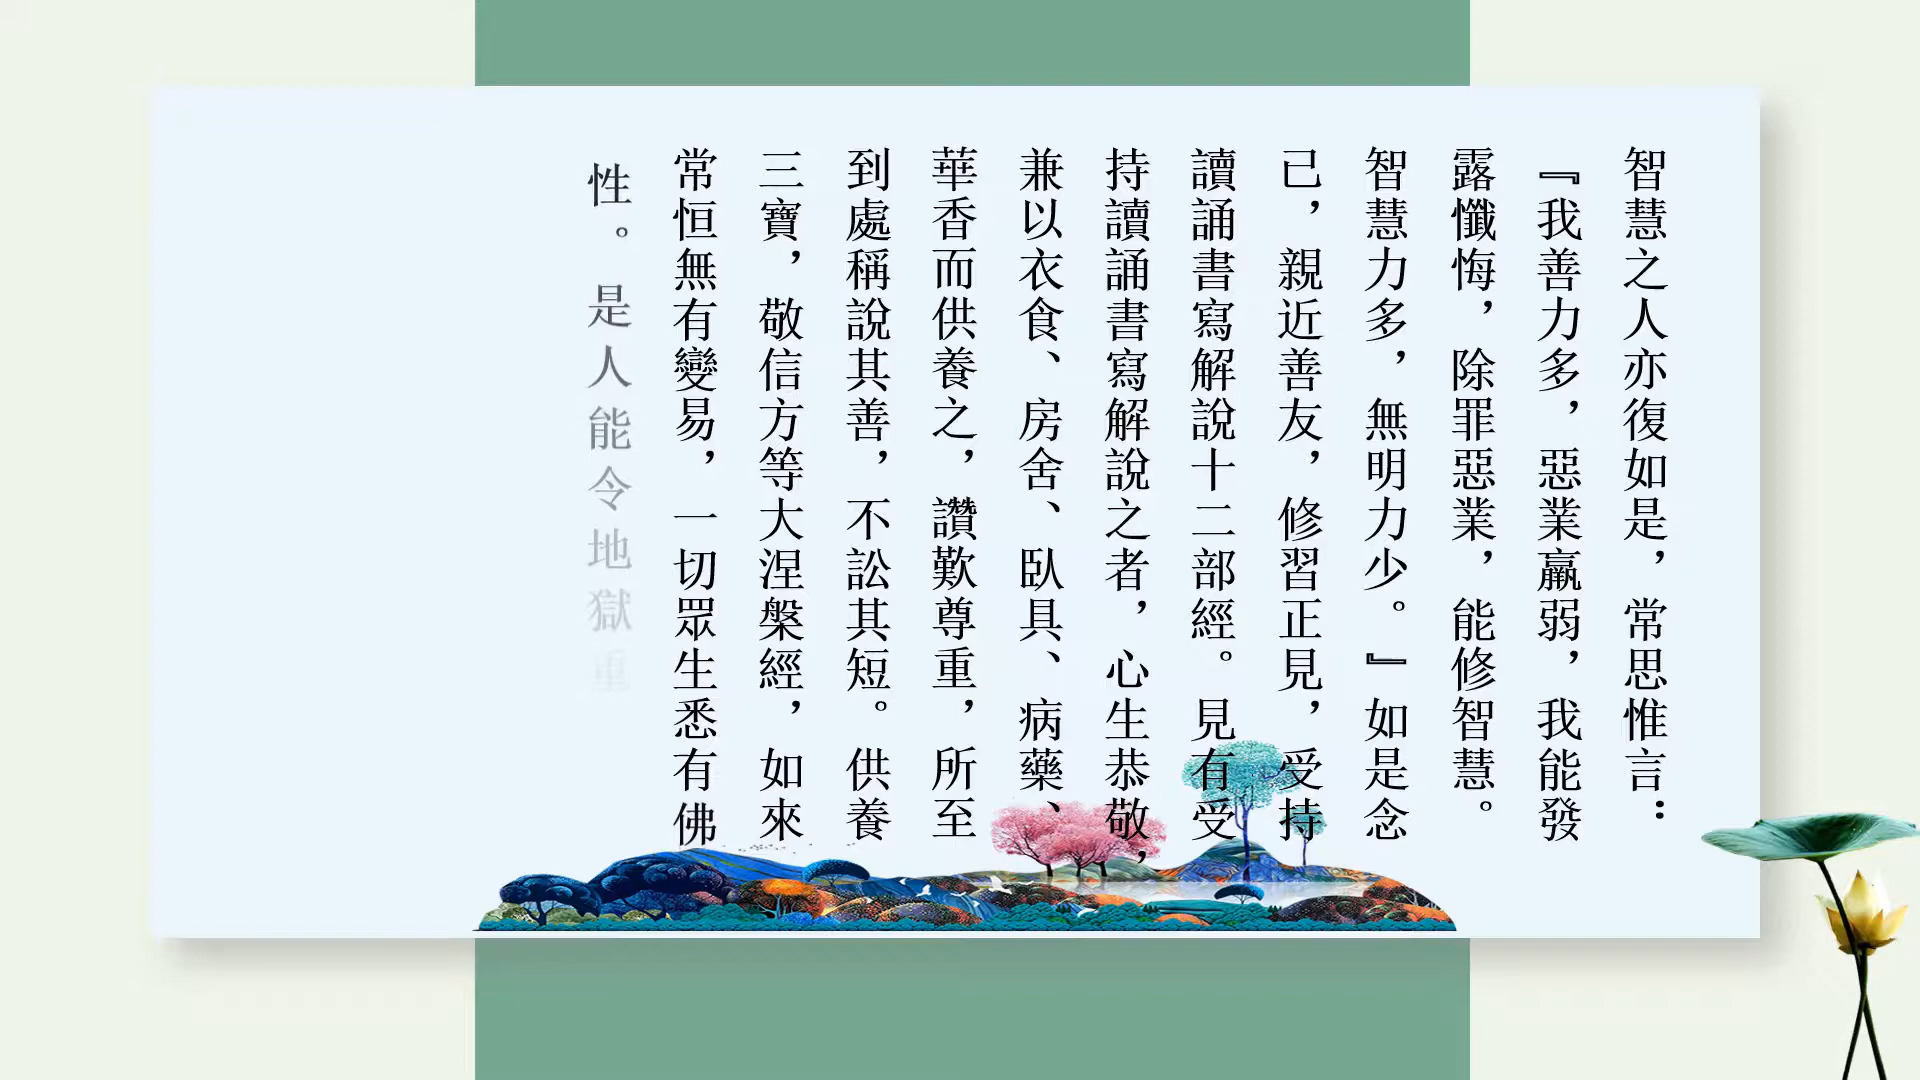 智慧之人亦復如是，常思惟言：
『我善力多，惡業羸弱，我能發
露懺悔，除罪惡業，能修智慧。
智慧力多，無明力少。』如是念
己，親近善友，修習正見，受持
讀誦書寫解說十二部經。見有受
持讀誦書寫解說之者，心生恭敬，
兼以衣食、房舍、臥具、病藥、
華香而供養之，讚歎尊重，所至
到處稱說其善，不訟其短。供養
三寶，敬信方等大涅槃經，如來
常恒無有變易，一切眾生悉有佛
性。是人能令地獄重